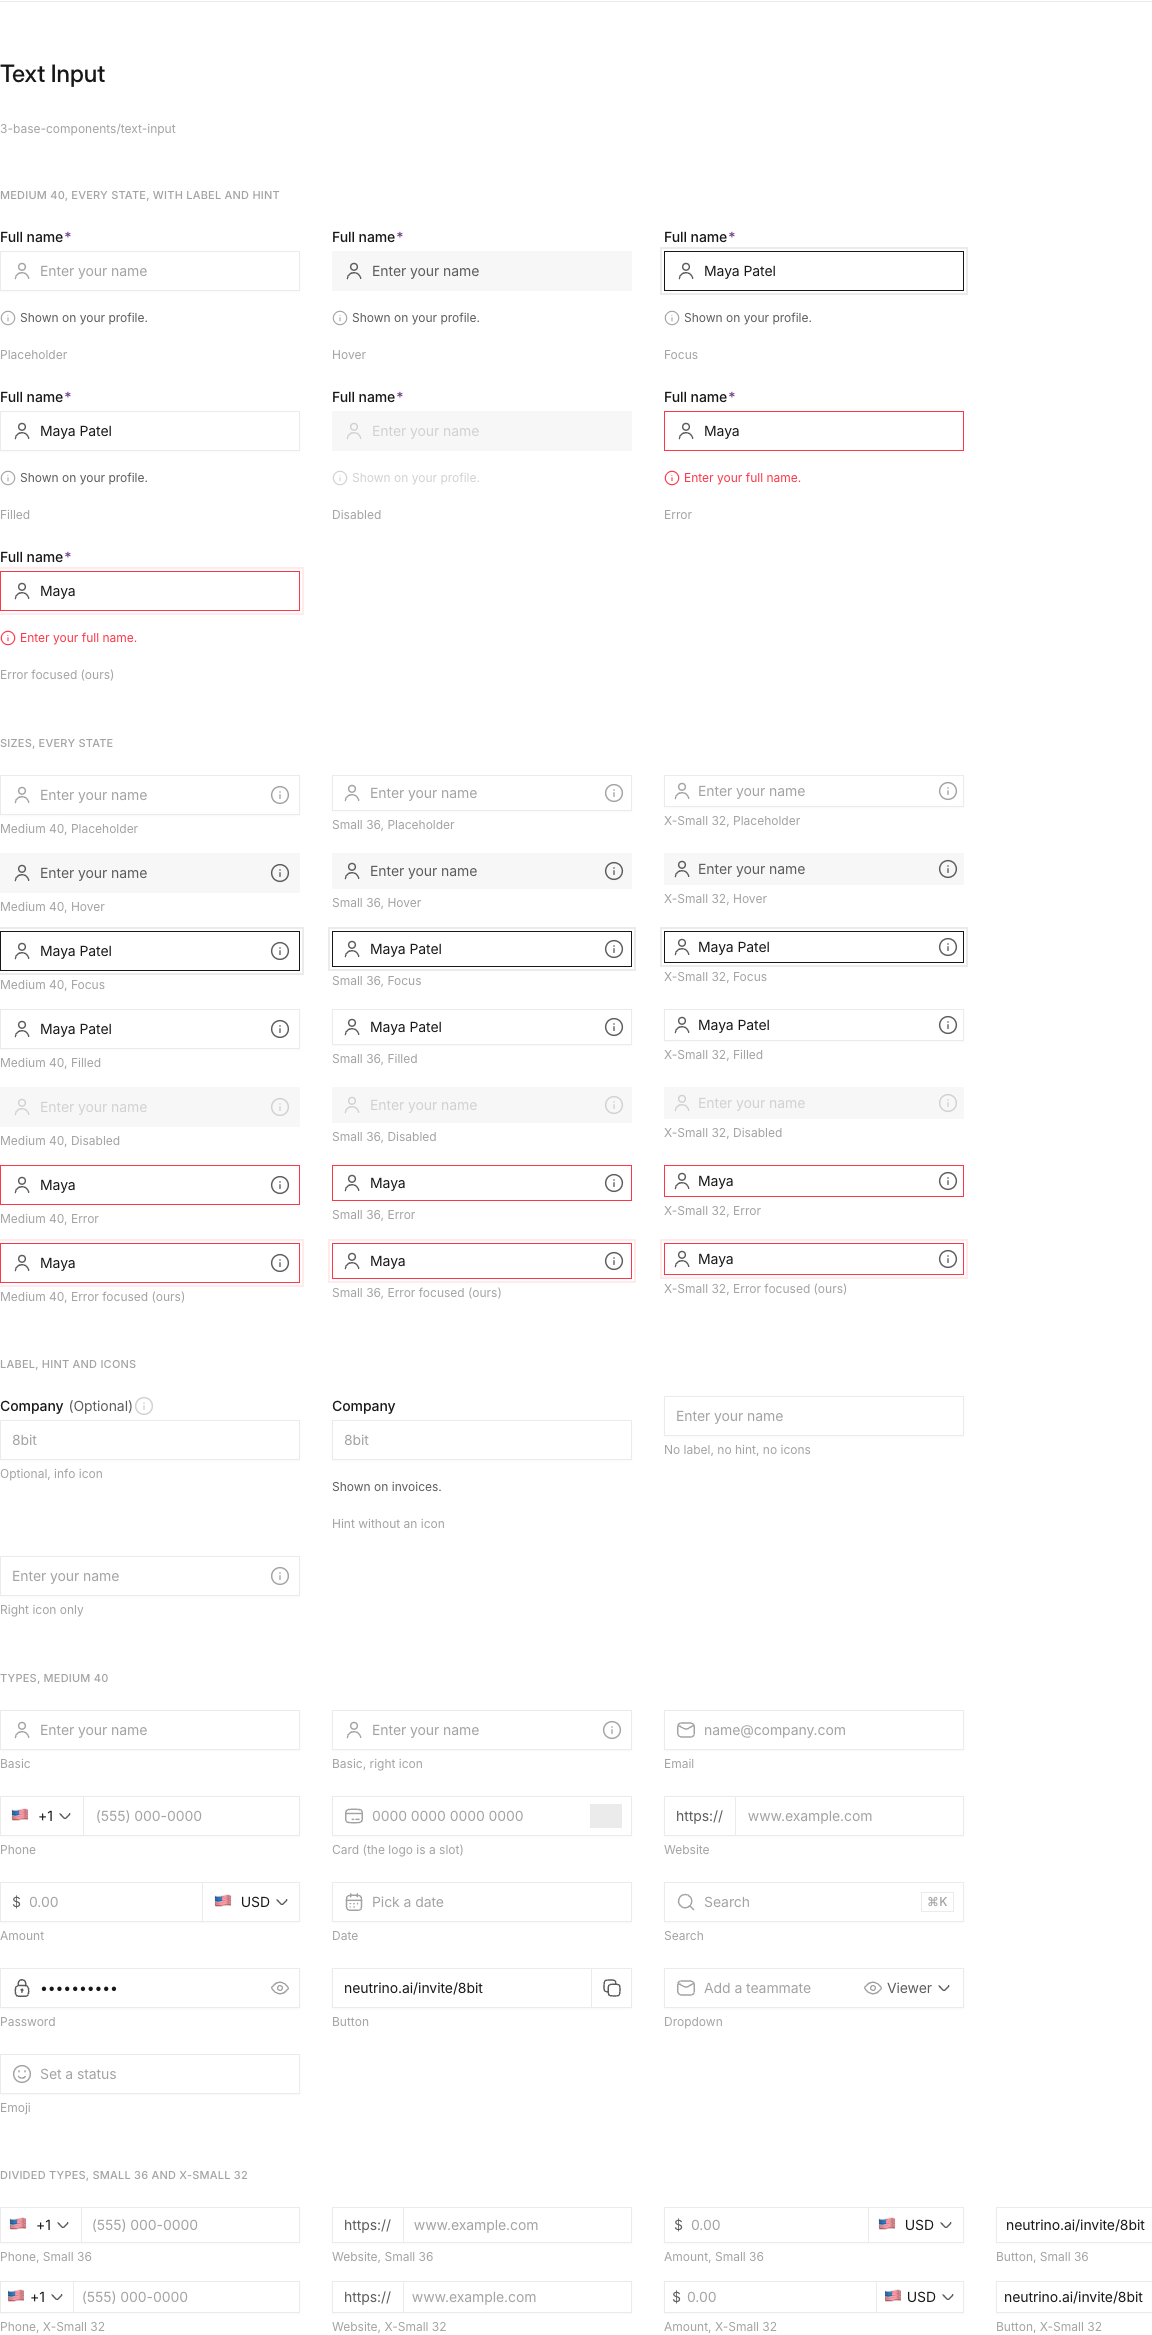 Text Input
3-base-components/text-input
MEDIUM 40, EVERY STATE, WITH LABEL AND HINT
Full name* Full name* Full name*
Enter your name Enter your name Maya Patel
Shown on your profile. Shown on your profile. Shown on your profile.
Placeholder Hover Focus
Full name* Full name* Full name*
Maya Patel Enter your name Maya
Shown on your profile. Shown on your profile. Enter your full name.
Filled Disabled Error
Full name*
Maya
Enter your full name.
Error focused (ours)
SIZES, EVERY STATE
Enter your name Enter your name Enter your name
Medium 40, Placeholder Small 36, Placeholder X-Small 32, Placeholder
Enter your name Enter your name Enter your name
Medium 40, Hover Small 36, Hover X-Small 32, Hover
Maya Patel Maya Patel Maya Patel
Medium 40, Focus Small 36, Focus X-Small 32, Focus
Maya Patel Maya Patel Maya Patel
Medium 40, Filled Small 36, Filled X-Small 32, Filled
Enter your name Enter your name Enter your name
Medium 40, Disabled Small 36, Disabled X-Small 32, Disabled
Maya Maya Maya
Medium 40, Error Small 36, Error X-Small 32, Error
Maya Maya Maya
Medium 40, Error focused (ours) Small 36, Error focused (ours) X-Small 32, Error focused (ours)
LABEL, HINT AND ICONS
Company (Optional) Company
8bit 8bit Enter your name
Optional, info icon Shown on invoices. No label, no hint, no icons
Hint without an icon
Enter your name
Right icon only
TYPES, MEDIUM 40
Enter your name Enter your name name@company.com
Basic Basic, right icon Email
+1 (555) 000-0000 0000 0000 0000 0000 https:// www.example.com
Phone Card (the logo is a slot) Website
$ 0.00 USD Pick a date Search ⌘K
Amount Date Search
•••••••••• neutrino.ai/invite/8bit Add a teammate Viewer
Password Button Dropdown
Set a status
Emoji
DIVIDED TYPES, SMALL 36 AND X-SMALL 32
+1 (555) 000-0000 https:// www.example.com $ 0.00 USD neutrino.ai/invite/8bit
Phone, Small 36 Website, Small 36 Amount, Small 36 Button, Small 36
+1 (555) 000-0000 https:// www.example.com $ 0.00 USD neutrino.ai/invite/8bit
Phone, X-Small 32 Website, X-Small 32 Amount, X-Small 32 Button, X-Small 32